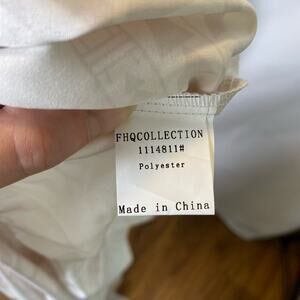 FHQCOLLECTION
1114811#
Polyester
Made in China